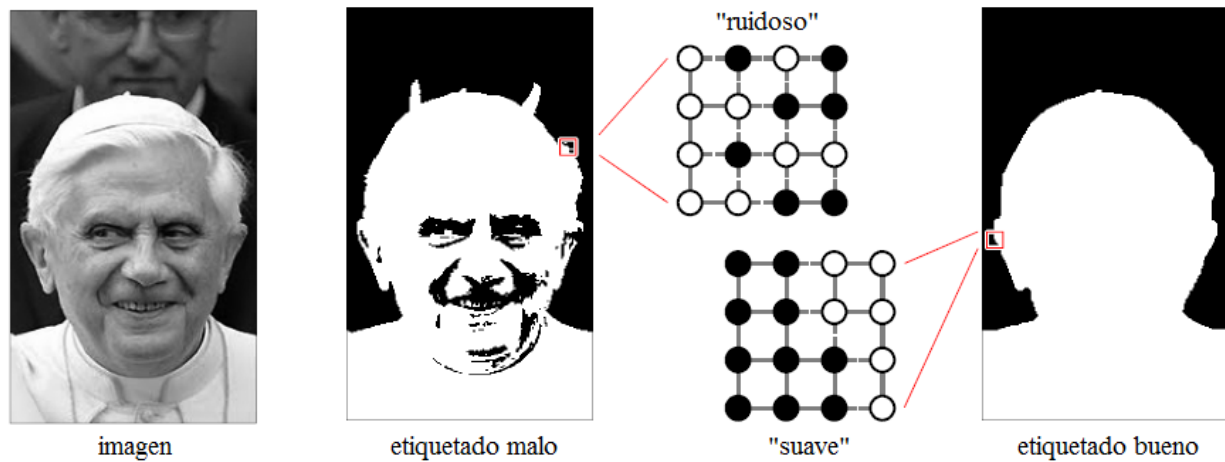 "ruidoso"
imagen
etiquetado malo
"suave"
etiquetado bueno